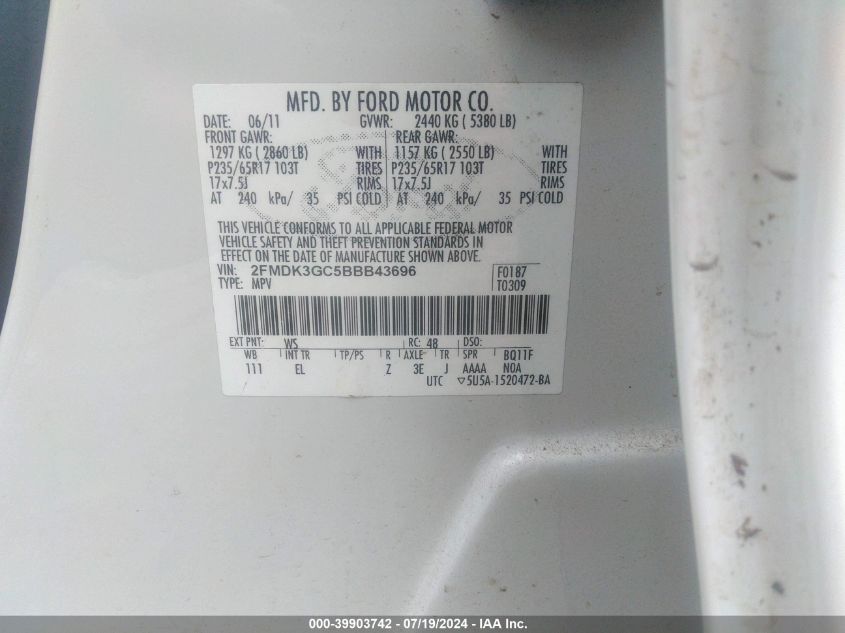 MFD. BY FORD MOTOR CO.
DATE: 06/11 GVWR: 2440 KG ( 5380 LB)
FRONT GAWR: REAR GAWR:
1297 KG ( 2860 LB) WITH 1157 KG ( 2550 LB) WITH
P235/65R17 103T TIRES P235/65R17 103T TIRES
17x7.5J RIMS 17x7.5J RIMS
AT 240 kPa/ 35 PSI COLD AT 240 kPa/ 35 PSI COLD
THIS VEHICLE CONFORMS TO ALL APPLICABLE FEDERAL MOTOR
VEHICLE SAFETY AND THEFT PREVENTION STANDARDS IN
EFFECT ON THE DATE OF MANUFACTURE SHOWN ABOVE.
VIN: 2FMDK3GC5BBB43696 F0187
TYPE: MPV T0309
EXT PNT: WS RC: 48 DSO:
WB INT TR TP/PS R AXLE TR SPR BQ11F
111 EL Z 3E J AAAA NOA
UTC ▽5U5A-1520472-BA
000-39903742 - 07/19/2024 - IAA Inc.